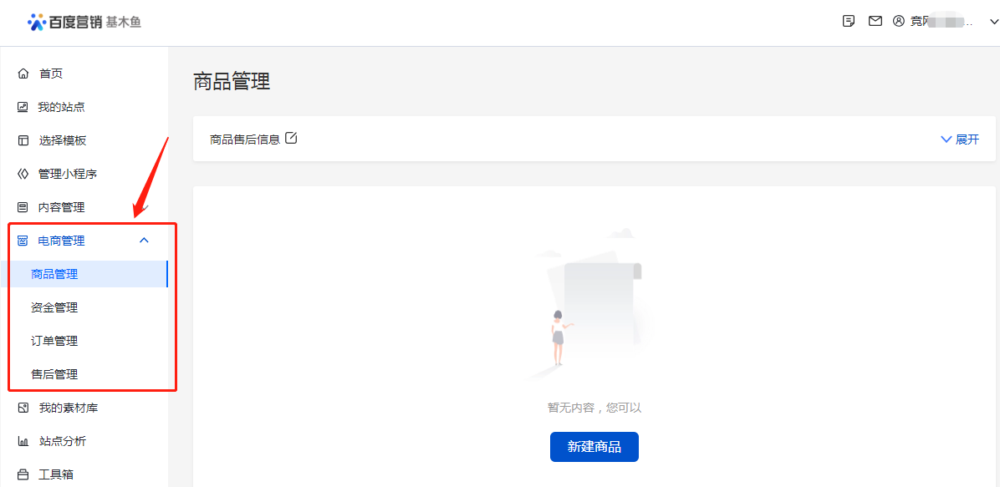 百度营销 基木鱼
竞网
首页
我的站点
选择模板
管理小程序
内容管理
电商管理
商品管理
资金管理
订单管理
售后管理
我的素材库
站点分析
工具箱
商品管理
商品售后信息
展开
暂无内容，您可以
新建商品